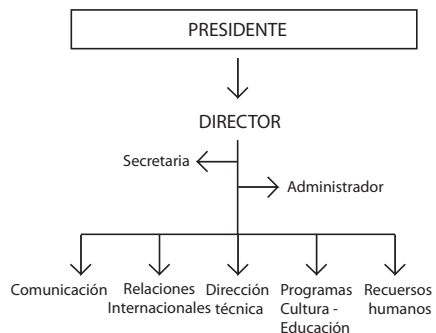 PRESIDENTE
DIRECTOR
Secretaria
Administrador
Comunicación
Relaciones
Internacionales
Dirección
técnica
Programas
Cultura -
Educación
Recuersos
humanos